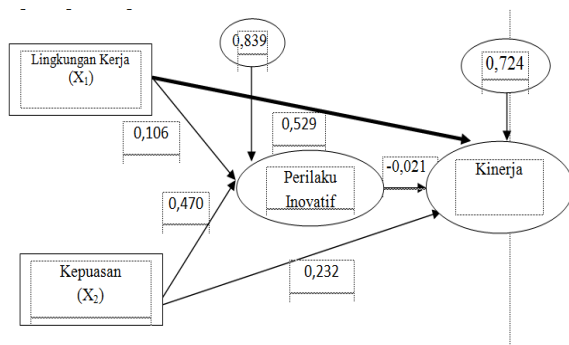 Lingkungan Kerja
(X₁)
0,839
0,724
0,106
0,529
Perilaku
Inovatif
-0,021
Kinerja
0,470
Kepuasan
(X₂)
0,232